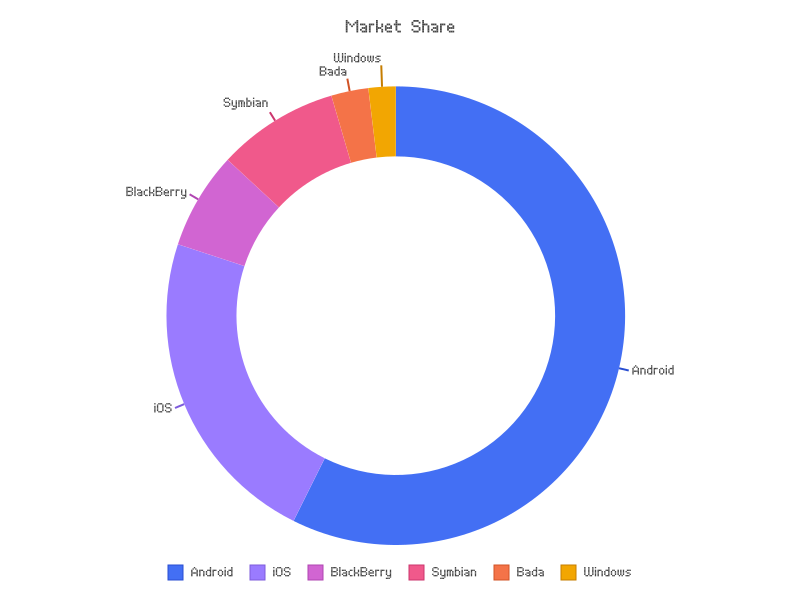 Market Share
Windows
Bada
Symbian
BlackBerry
Android
iOS
Android iOS BlackBerry Symbian Bada Windows